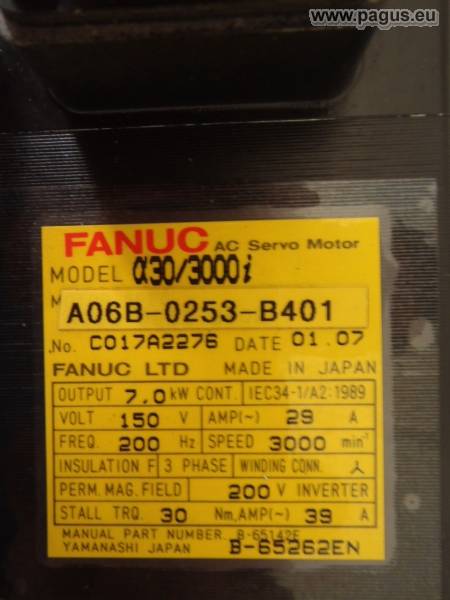 www.pagus.eu
FANUC AC Servo Motor
MODEL α30/3000i
A06B-0253-B401
No. C017A2276 DATE 01.07
FANUC LTD MADE IN JAPAN
OUTPUT 7.0 kW CONT. IEC34-1/A2:1989
VOLT 150 V AMP(~) 29 A
FREQ. 200 Hz SPEED 3000 min⁻¹
INSULATION F 3 PHASE WINDING CONN. ⅄
PERM. MAG. FIELD 200 V INVERTER
STALL TRQ. 30 Nm, AMP(~) 39 A
MANUAL PART NUMBER B-65142E
YAMANASHI JAPAN B-65262EN